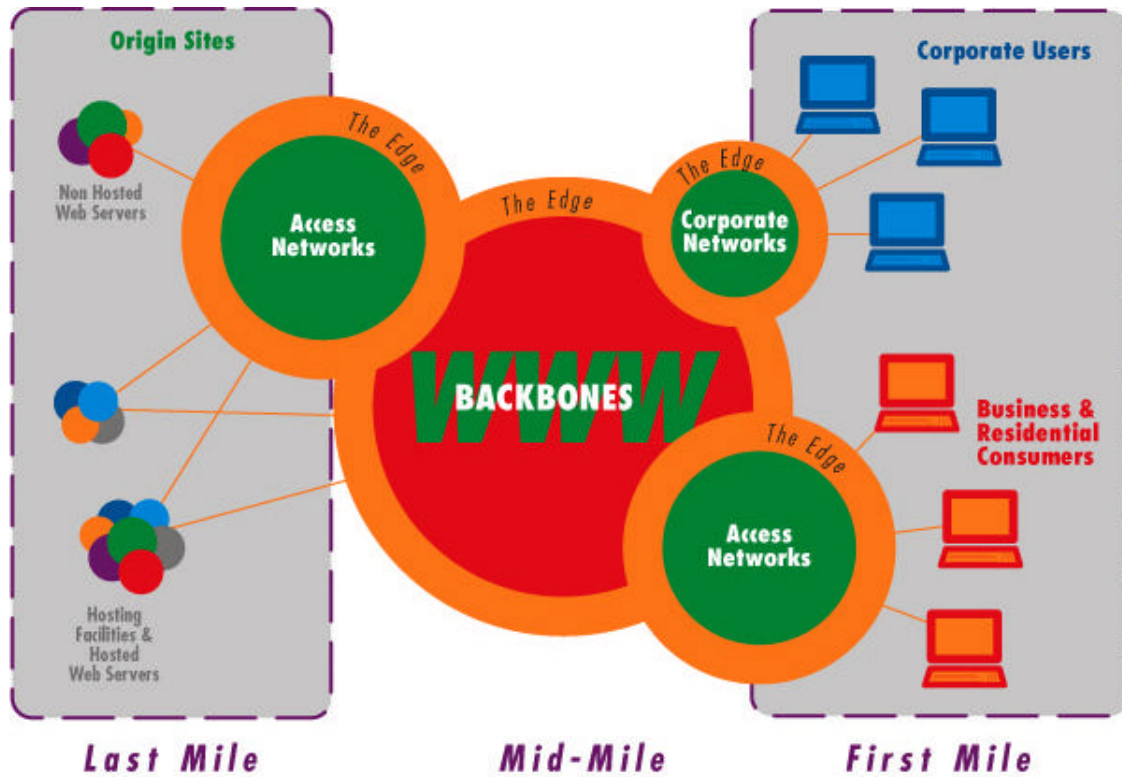 Origin Sites
Non Hosted
Web Servers
Hosting
Facilities &
Hosted
Web Servers
The Edge
Access
Networks
The Edge
WWW
BACKBONES
The Edge
Corporate
Networks
The Edge
Access
Networks
Corporate Users
Business &
Residential
Consumers
Last Mile
Mid-Mile
First Mile